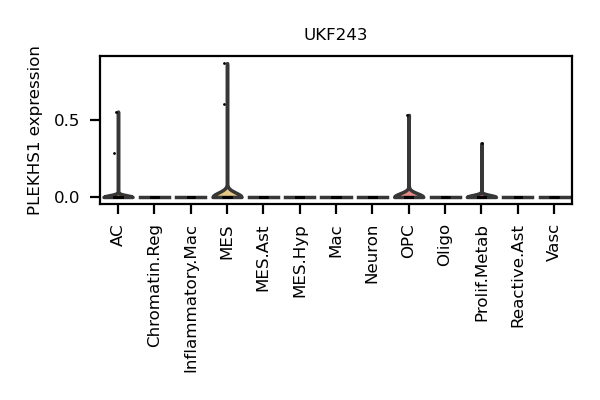 UKF243
PLEKHS1 expression
0.5
0.0
AC
Chromatin.Reg
Inflammatory.Mac
MES
MES.Ast
MES.Hyp
Mac
Neuron
OPC
Oligo
Prolif.Metab
Reactive.Ast
Vasc